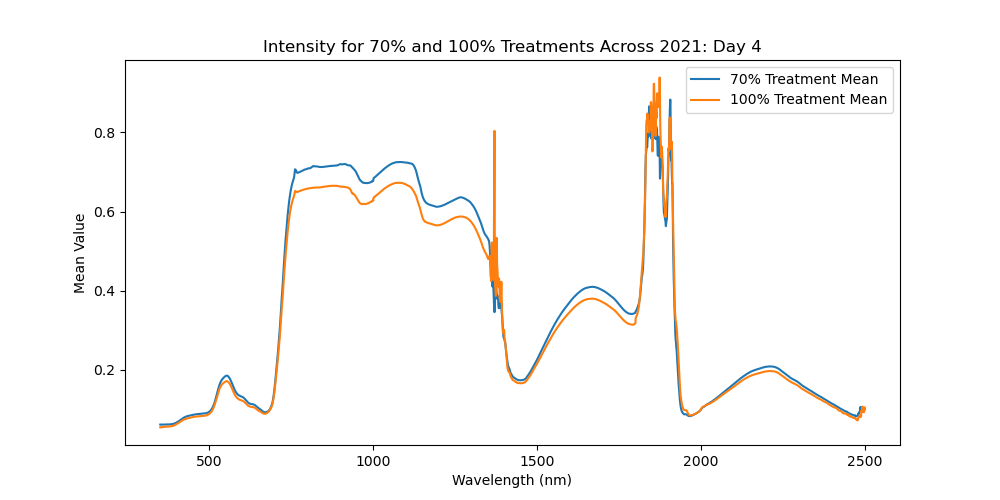 Intensity for 70% and 100% Treatments Across 2021: Day 4
70% Treatment Mean
100% Treatment Mean
Mean Value
0.8
0.6
0.4
0.2
500
1000
1500
2000
2500
Wavelength (nm)